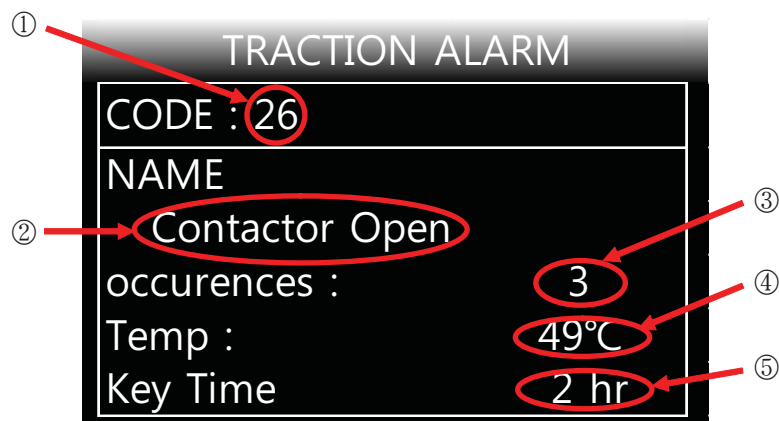 ①
TRACTION ALARM
CODE : 26
NAME
② Contactor Open ③
occurences : 3
④
Temp : 49℃
⑤
Key Time 2 hr